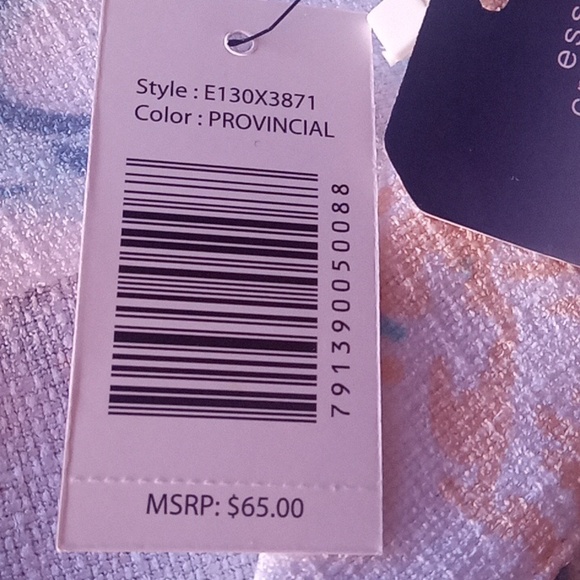 Style : E130X3871
Color : PROVINCIAL
791390050088
MSRP: $65.00